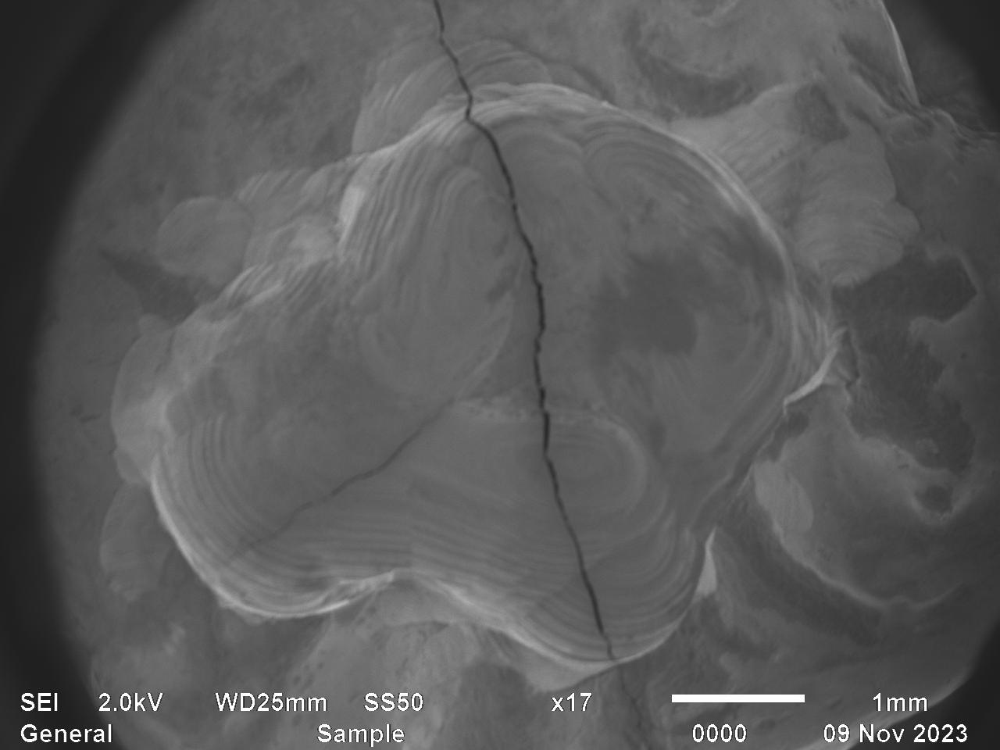 SEI 2.0kV WD25mm SS50 x17 1mm
General Sample 0000 09 Nov 2023